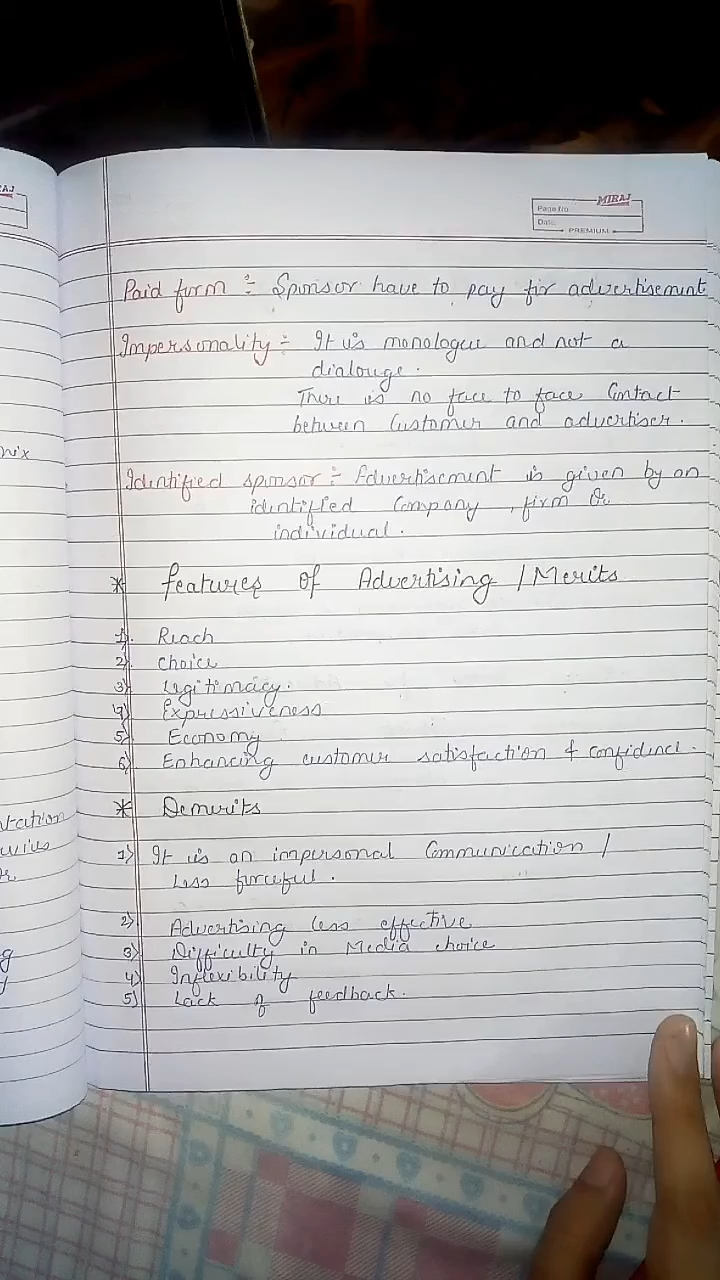 AJ
MIRAJ
Page No.
Date:
PREMIUM
Paid form :- Sponsor have to pay for advertisement
Impersonality :- It is monologue and not a
dialouge.
There is no face to face Contact
between Customer and advertiser.
mix
Identified sponsor :- Advertisement is given by an
identified Company, firm or
individual.
* features of Advertising / Merits
1). Reach
2). choice
3) Legitimacy.
4) Expressiveness
5) Economy
6) Enhancing customer satisfaction & confidence.
* Demerits
1) It is an impersonal Communication /
Less forceful.
2) Advertising less effective
3) Difficulty in Media choice
4) Inflexibility
5) Lack of feedback.